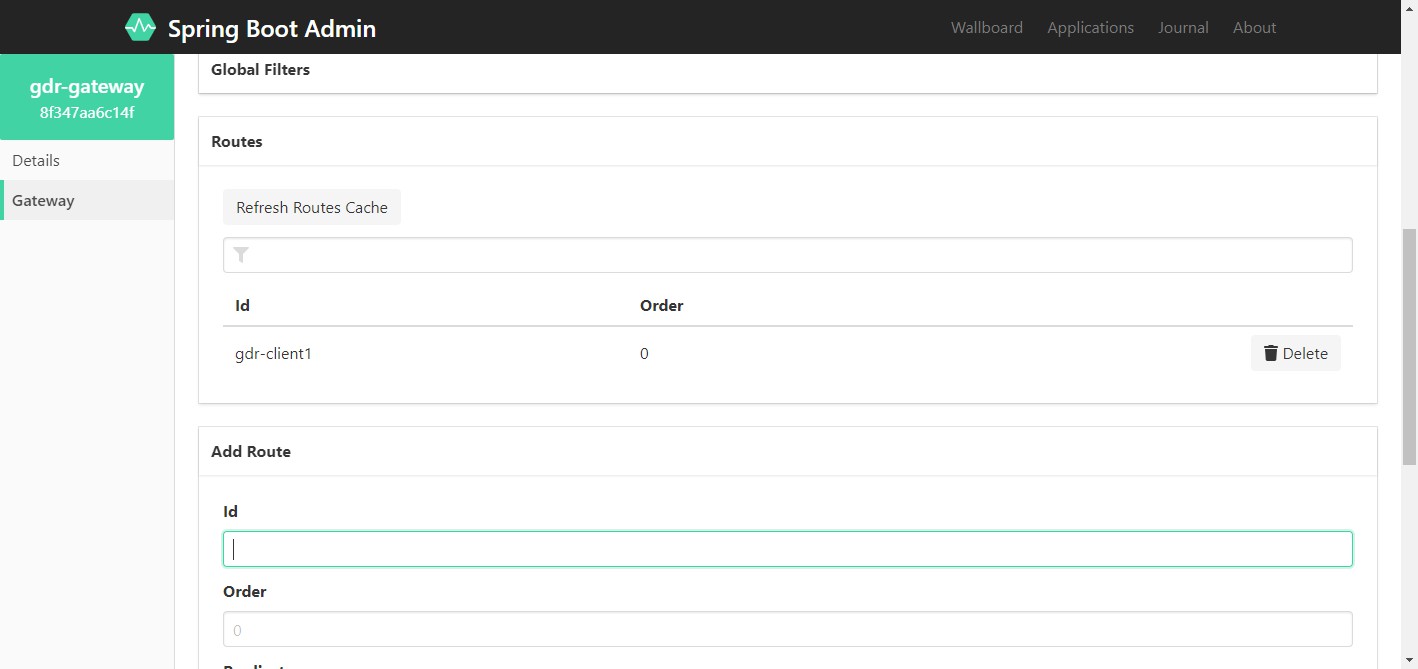 Spring Boot Admin
Wallboard Applications Journal About
gdr-gateway
8f347aa6c14f
Details
Gateway
Global Filters
Routes
Refresh Routes Cache
Id Order
gdr-client1 0 Delete
Add Route
Id
Order
0